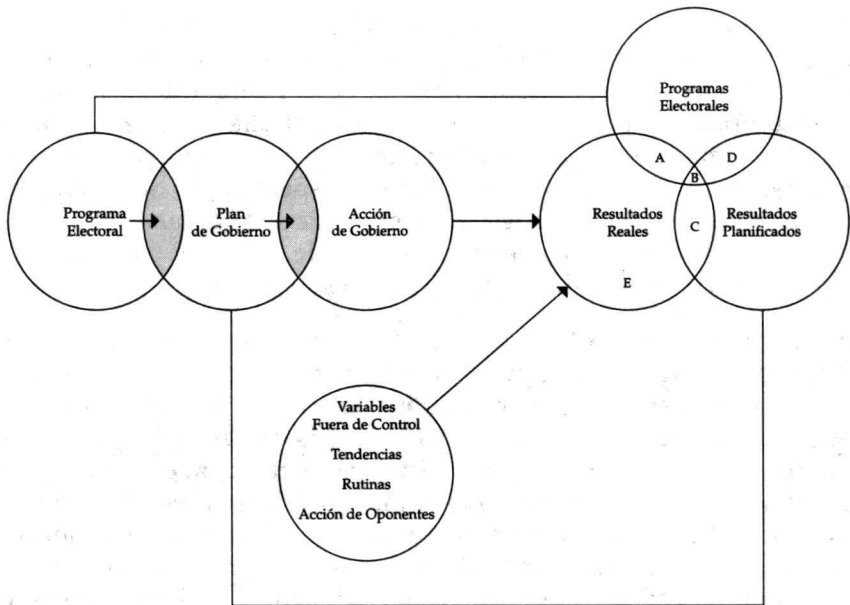 Programas
Electorales
A
D
B
Programa
Electoral
Plan
de Gobierno
Acción
de Gobierno
Resultados
Reales
C
Resultados
Planificados
E
Variables
Fuera de Control
Tendencias
Rutinas
Acción de Oponentes